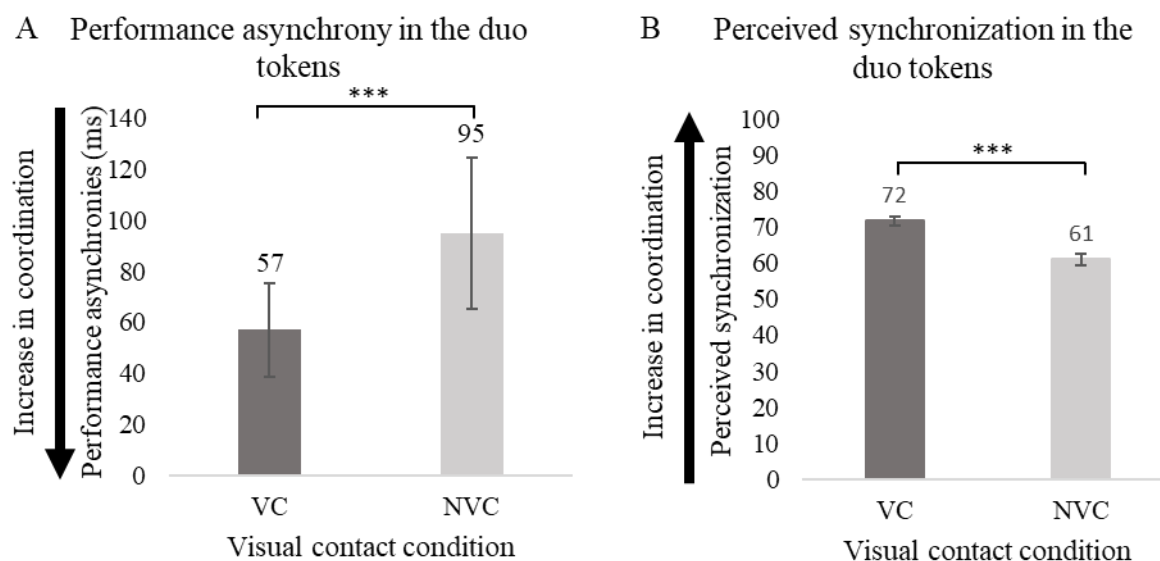 A Performance asynchrony in the duo
tokens
Increase in coordination
Performance asynchronies (ms)
***
140
120
100
80
60
40
20
0
57
95
VC
NVC
Visual contact condition
B Perceived synchronization in the
duo tokens
Increase in coordination
Perceived synchronization
***
100
90
80
70
60
50
40
30
20
10
0
72
61
VC
NVC
Visual contact condition